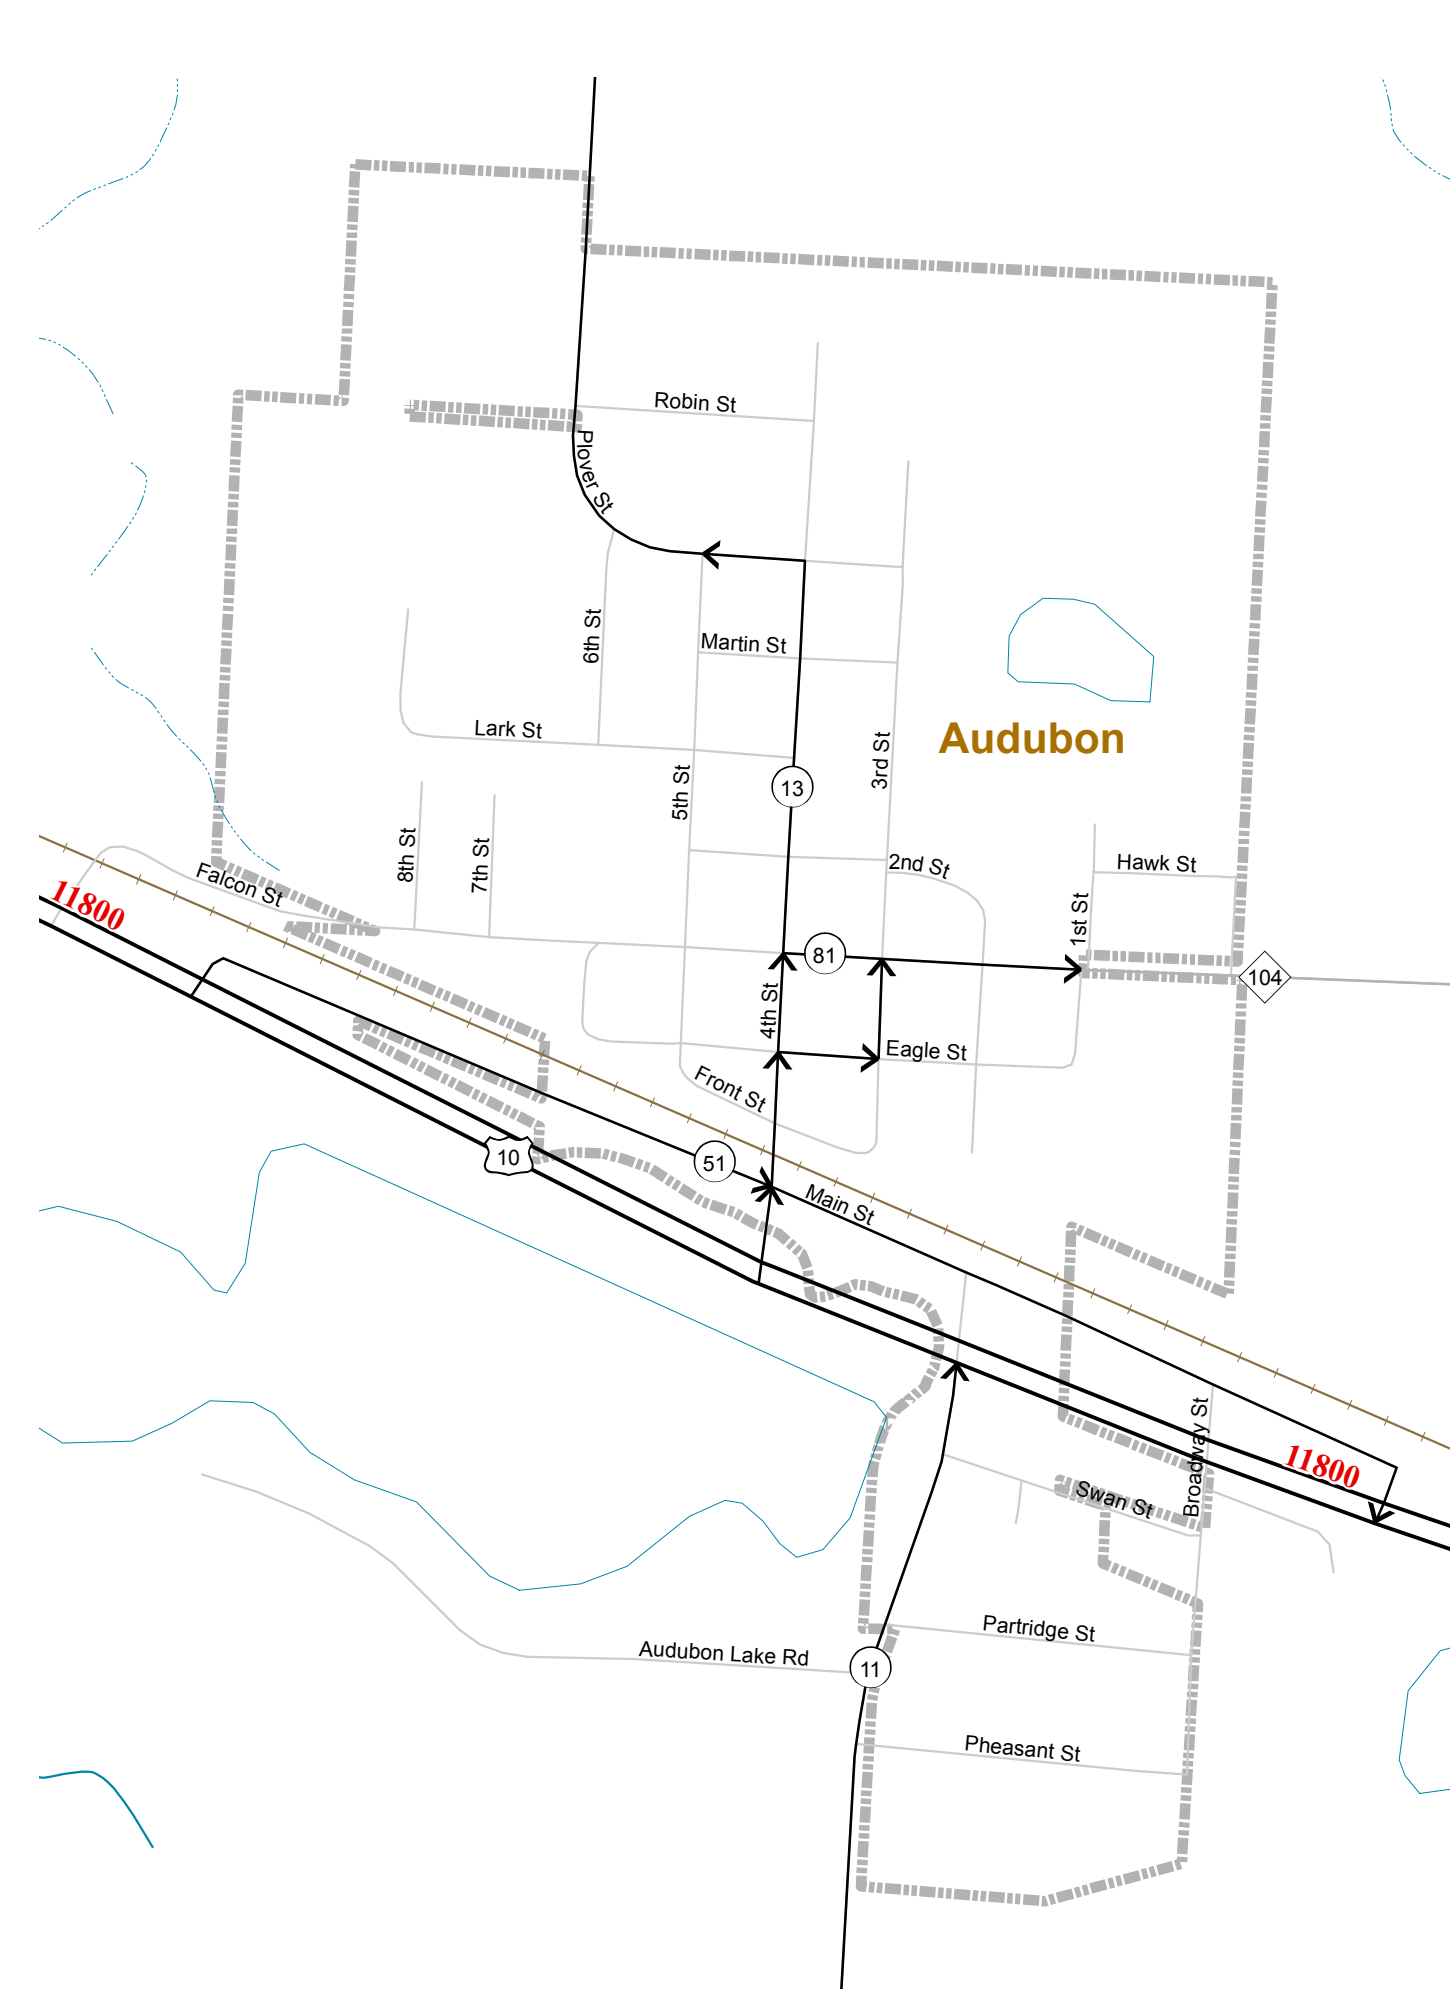 Robin St
Plover St
6th St
Martin St
Lark St
Audubon
3rd St
5th St
13
8th St
7th St
2nd St
Hawk St
Falcon St
11800
1st St
81
104
4th St
Eagle St
Front St
10
51
Main St
Broadway St
11800
Swan St
Partridge St
Audubon Lake Rd
11
Pheasant St